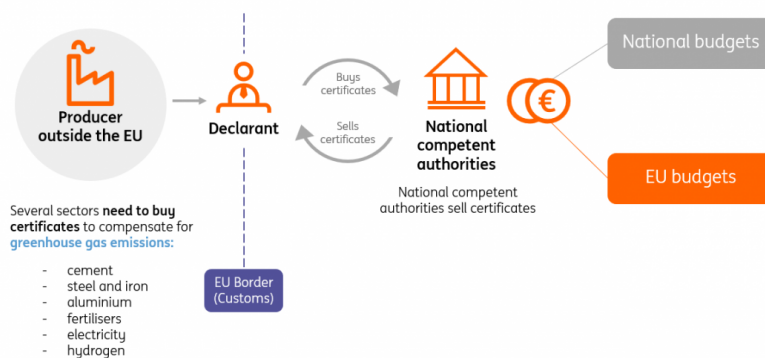 Producer
outside the EU
Declarant
Buys
certificates
Sells
certificates
National
competent
authorities
National competent
authorities sell certificates
€
National budgets
EU budgets
Several sectors need to buy
certificates to compensate for
greenhouse gas emissions:
- cement
- steel and iron
- aluminium
- fertilisers
- electricity
- hydrogen
EU Border
(Customs)